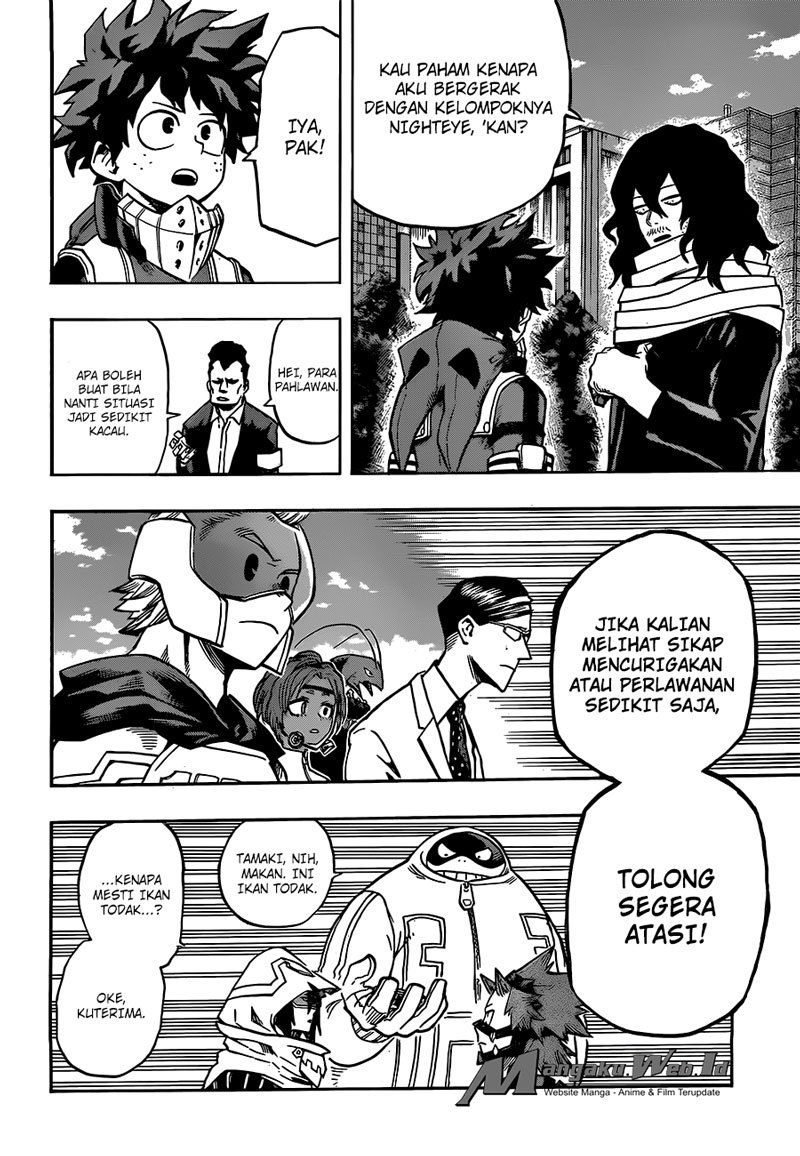 KAU PAHAM KENAPA
AKU BERGERAK
DENGAN KELOMPOKNYA
NIGHTEYE, 'KAN?
IYA,
PAK!
HEI, PARA
PAHLAWAN.
APA BOLEH
BUAT BILA
NANTI SITUASI
JADI SEDIKIT
KACAU.
JIKA KALIAN
MELIHAT SIKAP
MENCURIGAKAN
ATAU PERLAWANAN
SEDIKIT SAJA,
TOLONG
SEGERA
ATASI!
TAMAKI, NIH,
MAKAN. INI
IKAN TODAK.
...KENAPA
MESTI IKAN
TODAK...?
OKE,
KUTERIMA.
Mangaku.Web.Id
Website Manga - Anime & Film Terupdate